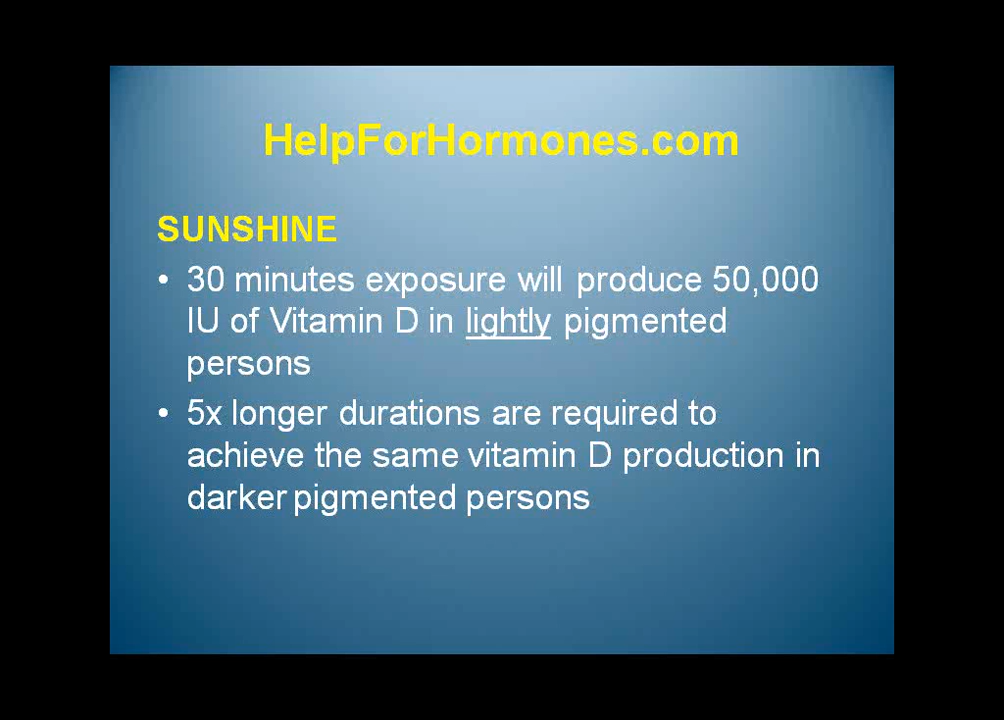 HelpForHormones.com
SUNSHINE
• 30 minutes exposure will produce 50,000
IU of Vitamin D in lightly pigmented
persons
• 5x longer durations are required to
achieve the same vitamin D production in
darker pigmented persons